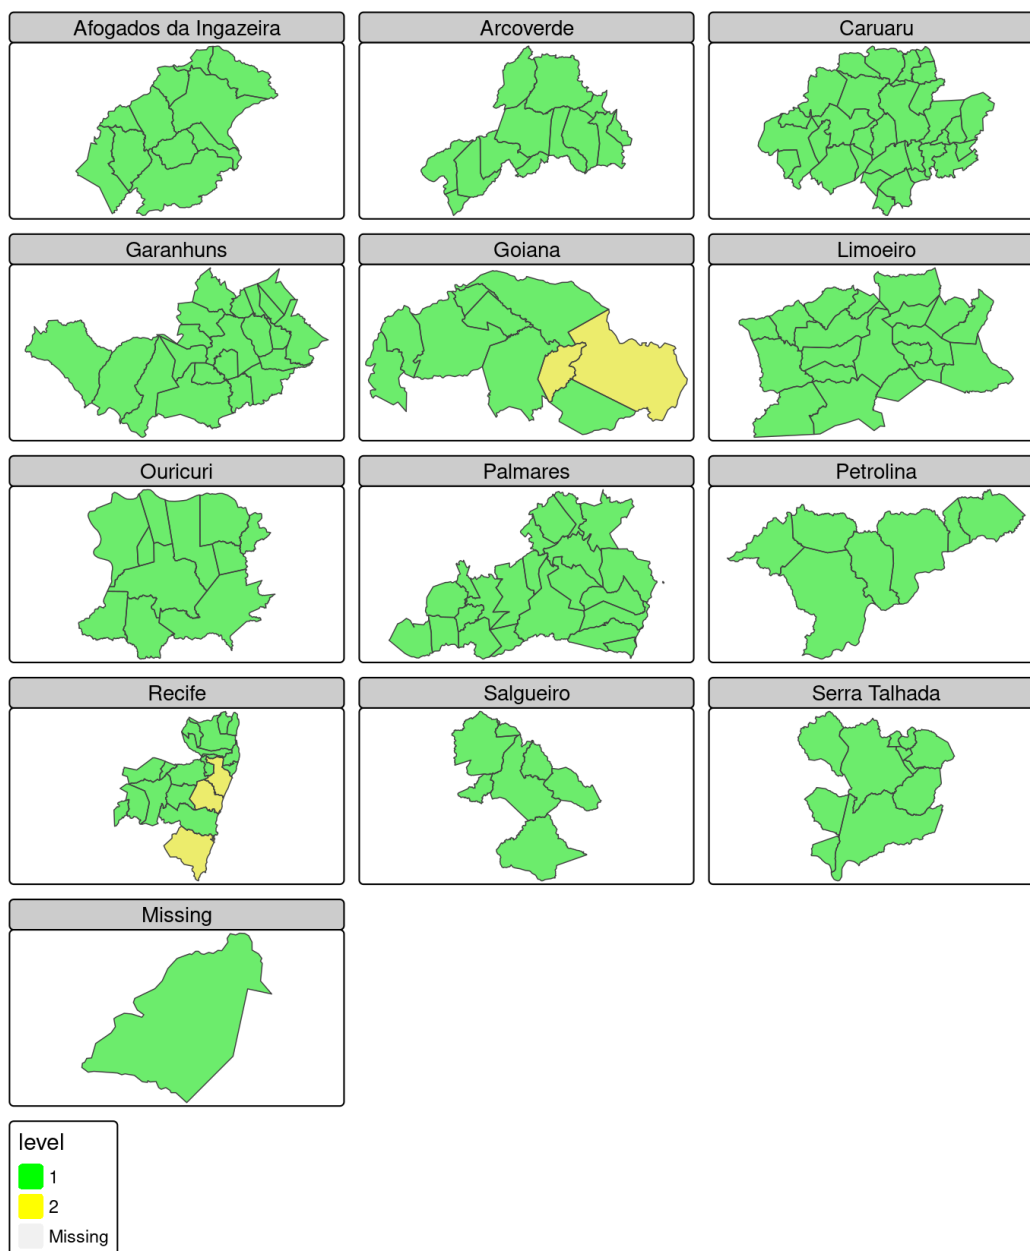 Afogados da Ingazeira
Arcoverde
Caruaru
Garanhuns
Goiana
Limoeiro
Ouricuri
Palmares
Petrolina
Recife
Salgueiro
Serra Talhada
Missing
level
1
2
Missing